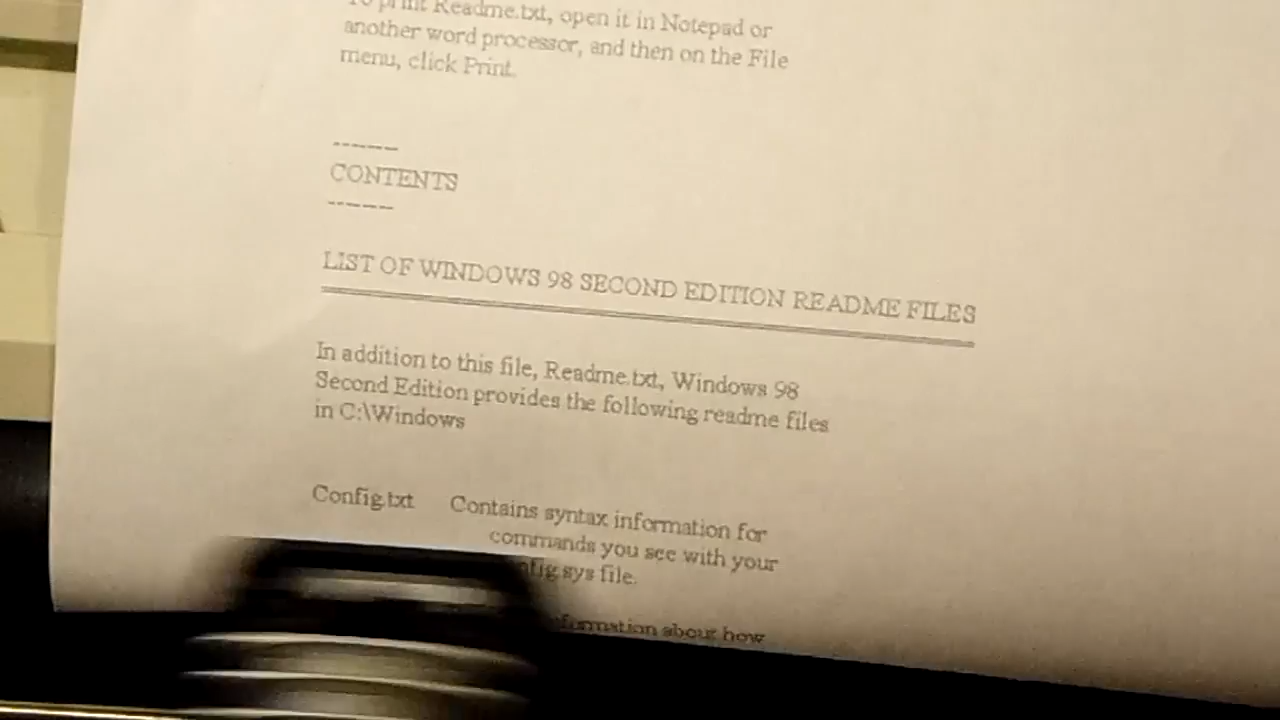 To print Readme.txt, open it in Notepad or
another word processor, and then on the File
menu, click Print.
-------
CONTENTS
-------
LIST OF WINDOWS 98 SECOND EDITION README FILES
In addition to this file, Readme.txt, Windows 98
Second Edition provides the following readme files
in C:\Windows
Config.txt Contains syntax information for
commands you see with your
file.
about how